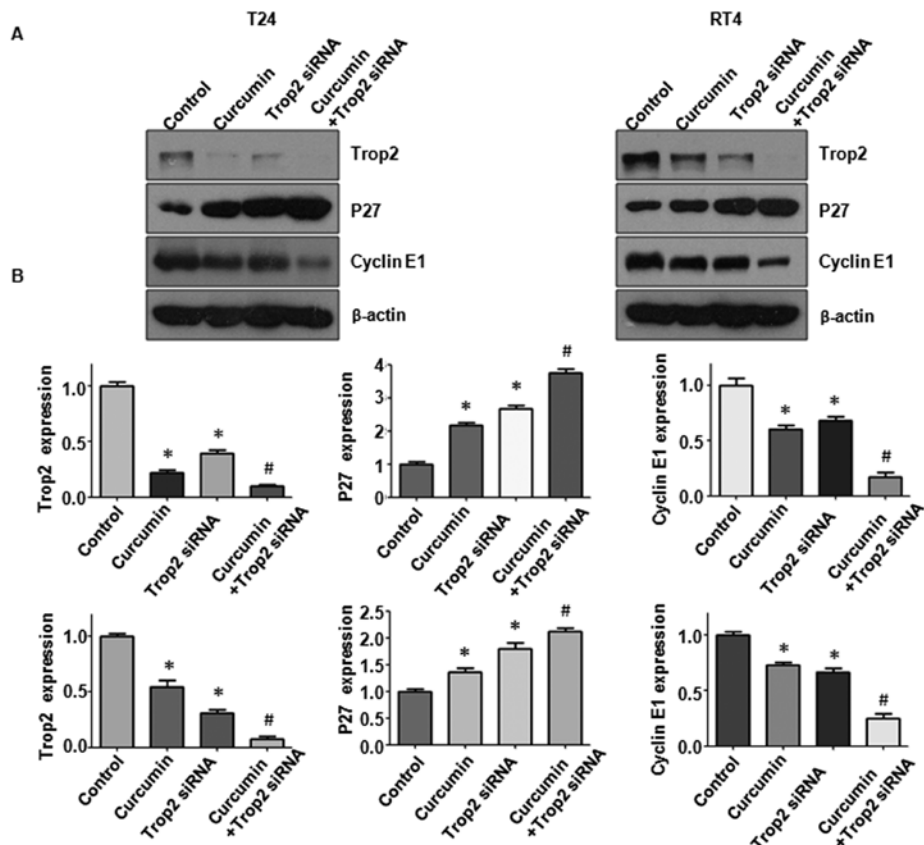 T24
RT4
A
Control
Curcumin
Trop2 siRNA
Curcumin
+Trop2 siRNA
Control
Curcumin
Trop2 siRNA
Curcumin
+Trop2 siRNA
Trop2
P27
Cyclin E1
β-actin
Trop2
P27
Cyclin E1
β-actin
B
Trop2 expression
1.0
0.5
0.0
*
*
#
Control
Curcumin
Trop2 siRNA
Curcumin
+Trop2 siRNA
P27 expression
4
3
2
1
0
*
*
#
Control
Curcumin
Trop2 siRNA
Curcumin
+Trop2 siRNA
Cyclin E1 expression
1.0
0.5
0.0
*
*
#
Control
Curcumin
Trop2 siRNA
Curcumin
+Trop2 siRNA
Trop2 expression
1.0
0.5
0.0
*
*
#
Control
Curcumin
Trop2 siRNA
Curcumin
+Trop2 siRNA
P27 expression
2.5
2.0
1.5
1.0
0.5
0.0
*
*
#
Control
Curcumin
Trop2 siRNA
Curcumin
+Trop2 siRNA
Cyclin E1 expression
1.0
0.5
0.0
*
*
#
Control
Curcumin
Trop2 siRNA
Curcumin
+Trop2 siRNA